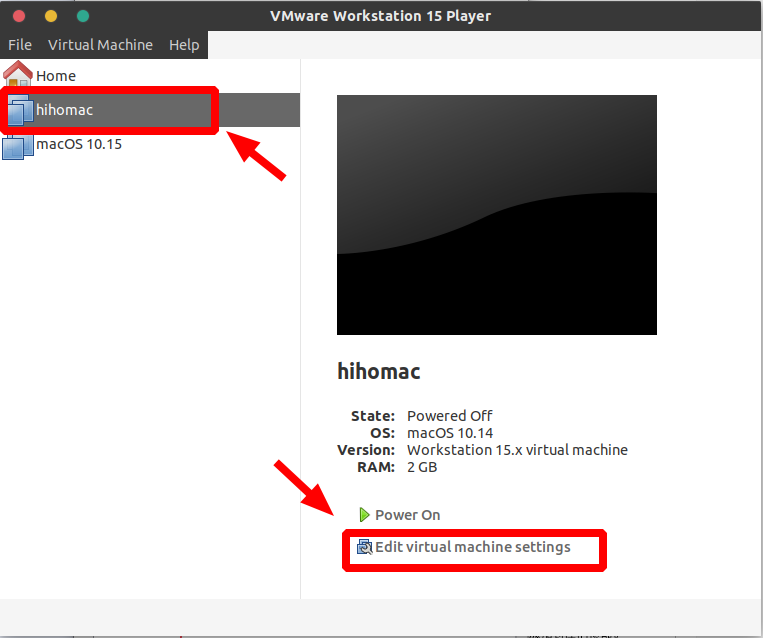 VMware Workstation 15 Player
File Virtual Machine Help
Home
hihomac
macOS 10.15
hihomac
State: Powered Off
OS: macOS 10.14
Version: Workstation 15.x virtual machine
RAM: 2 GB
Power On
Edit virtual machine settings